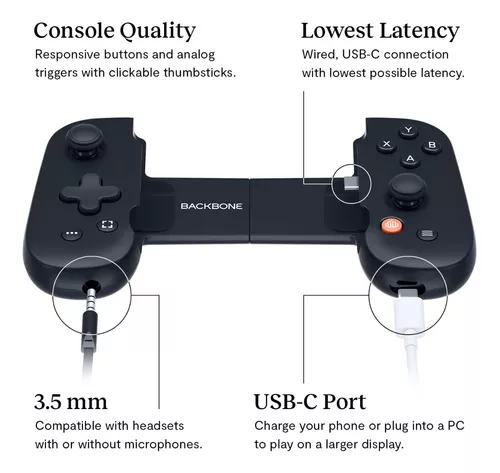 Console Quality
Responsive buttons and analog
triggers with clickable thumbsticks.
Lowest Latency
Wired, USB-C connection
with lowest possible latency.
Y
X
B
A
BACKBONE
3.5 mm
Compatible with headsets
with or without microphones.
USB-C Port
Charge your phone or plug into a PC
to play on a larger display.